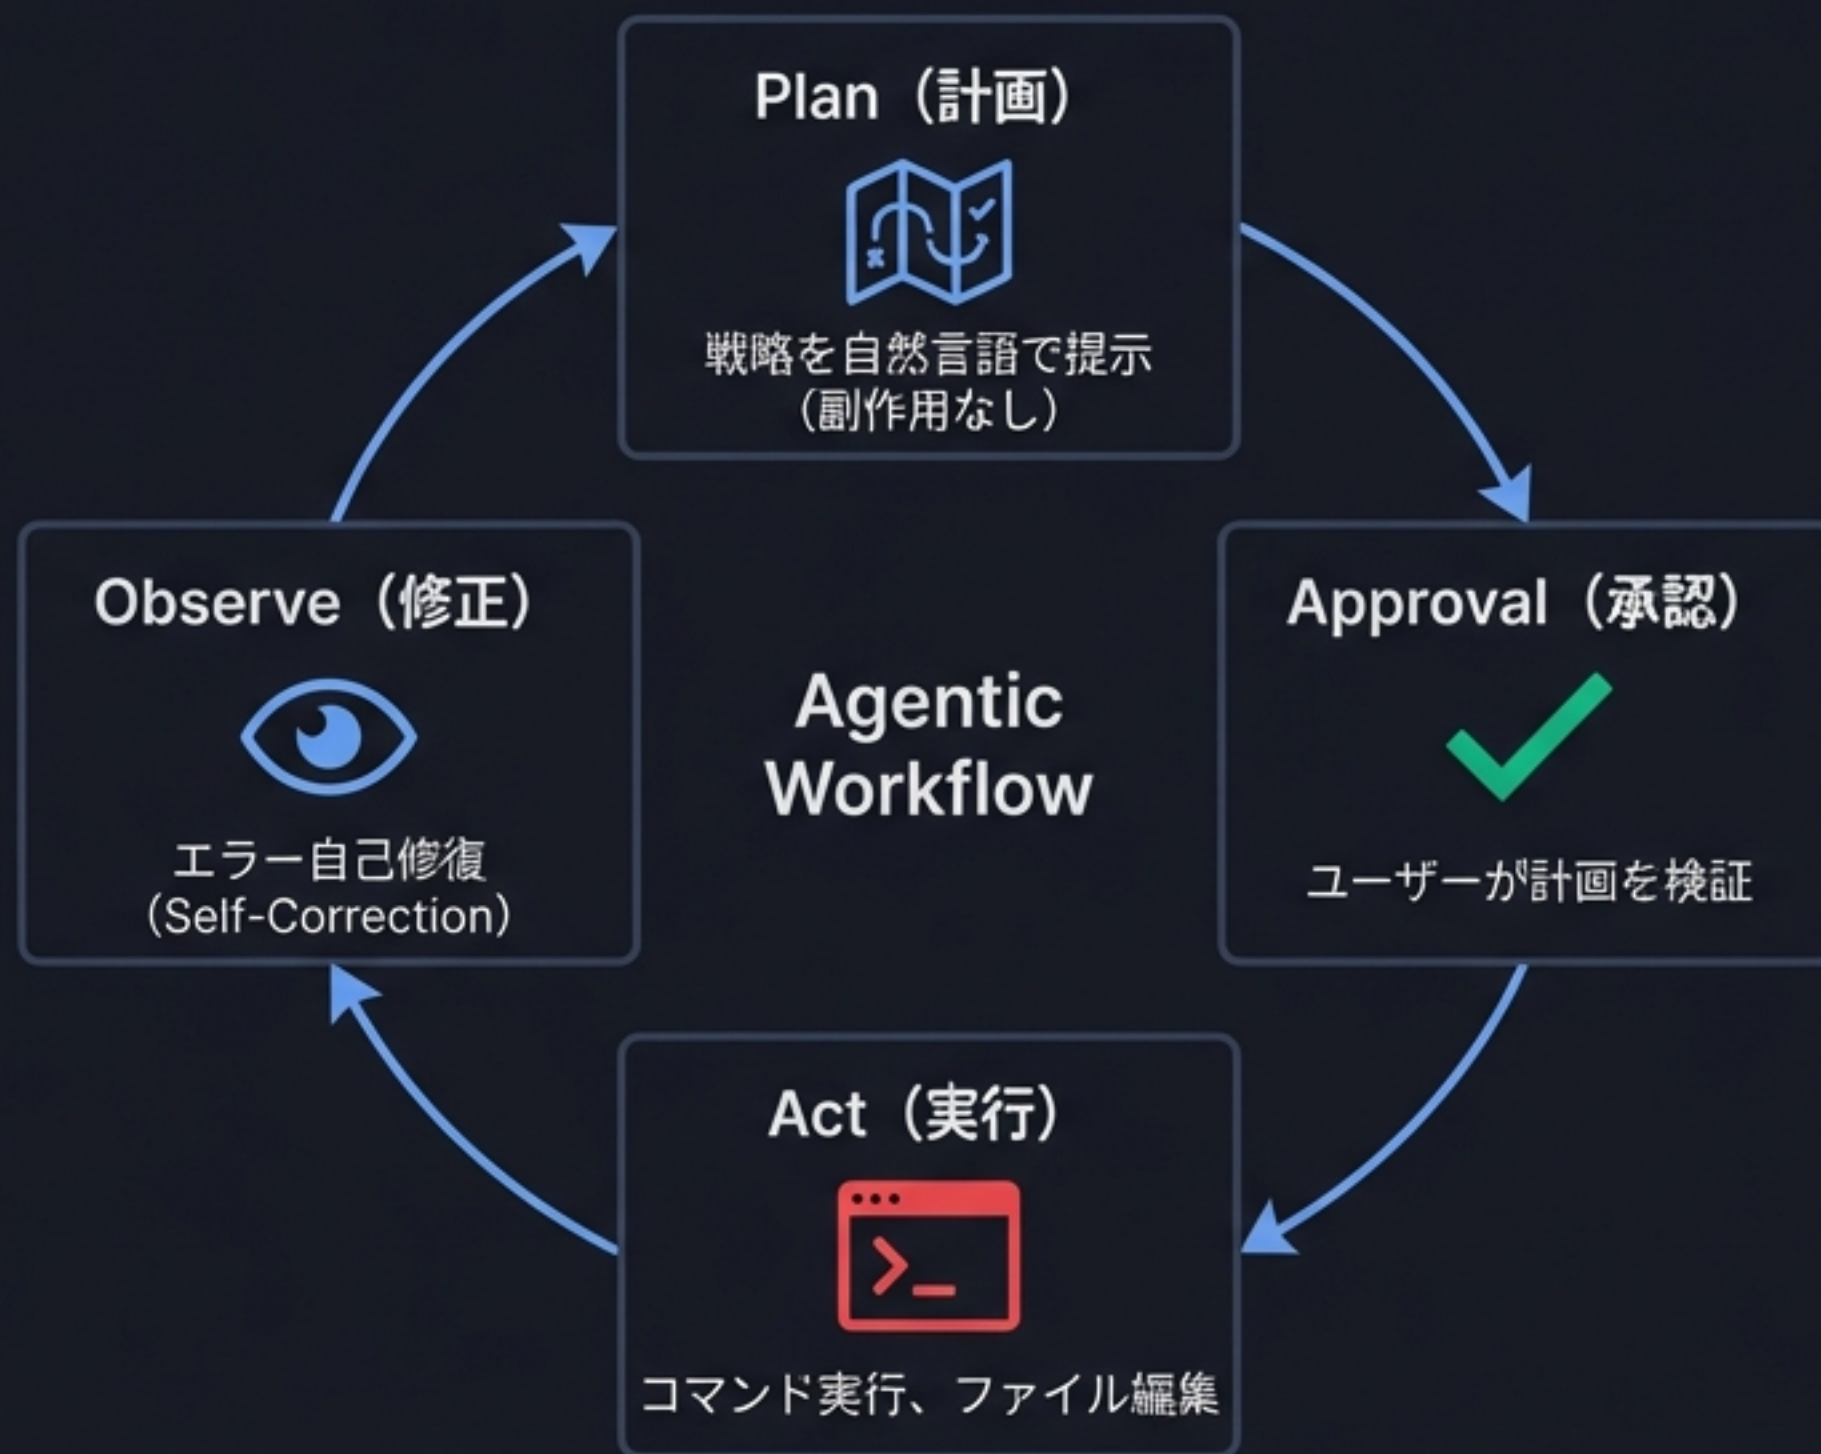 Plan（計画）
戦略を自然言語で提示
（副作用なし）
Observe（修正）
エラー自己修復
（Self-Correction）
Agentic
Workflow
Approval（承認）
ユーザーが計画を検証
Act（実行）
コマンド実行、ファイル編集